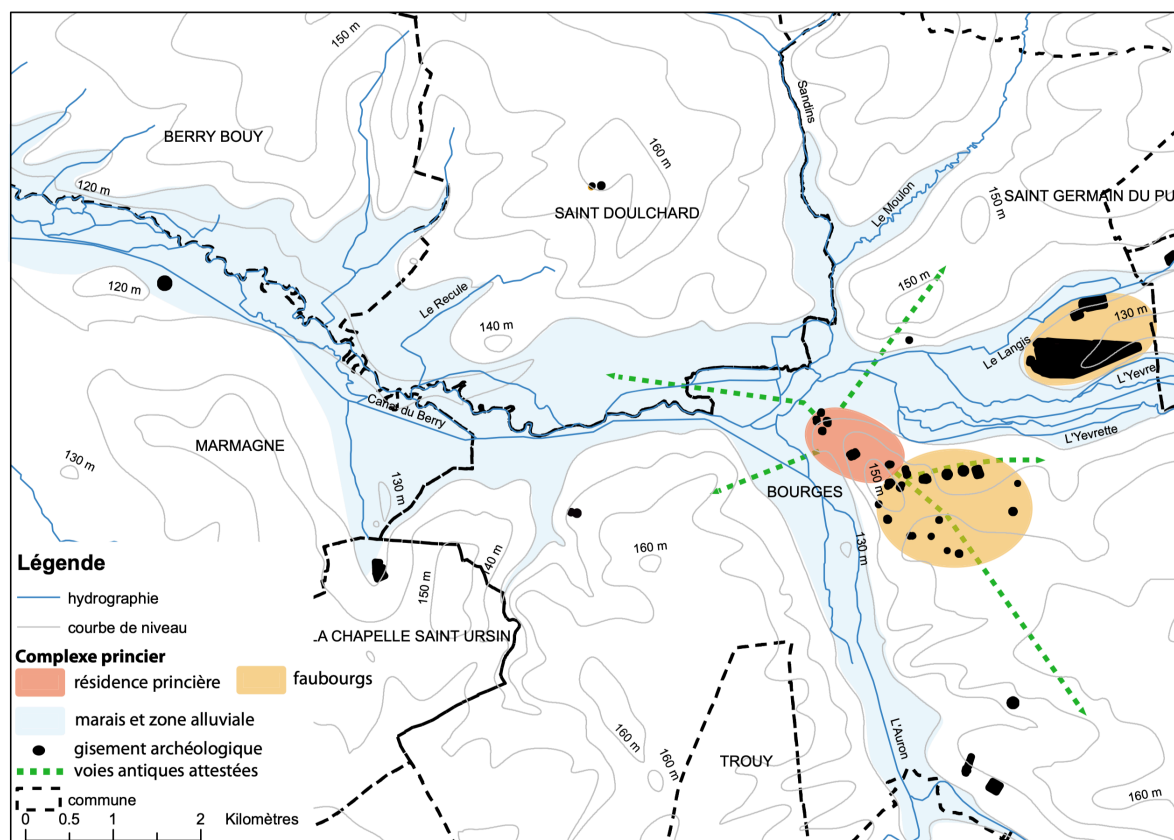 150 m
Sandins
BERRY BOUY
160 m
120 m
SAINT DOULCHARD
Le Moulon
150 m
SAINT GERMAIN DU PU
120 m
Le Recule
150 m
140 m
130 m
Le Langis
L'Yevre
Canal du Berry
L'Yevrette
MARMAGNE
130 m
130 m
150 m
BOURGES
160 m
130 m
140 m
150 m
.A CHAPELLE SAINT URSIN
L'Auron
160 m
160 m
TROUY
160 m
Légende
hydrographie
courbe de niveau
Complexe princier
résidence princière
faubourgs
marais et zone alluviale
gisement archéologique
voies antiques attestées
commune
0 0.5 1 2 Kilomètres